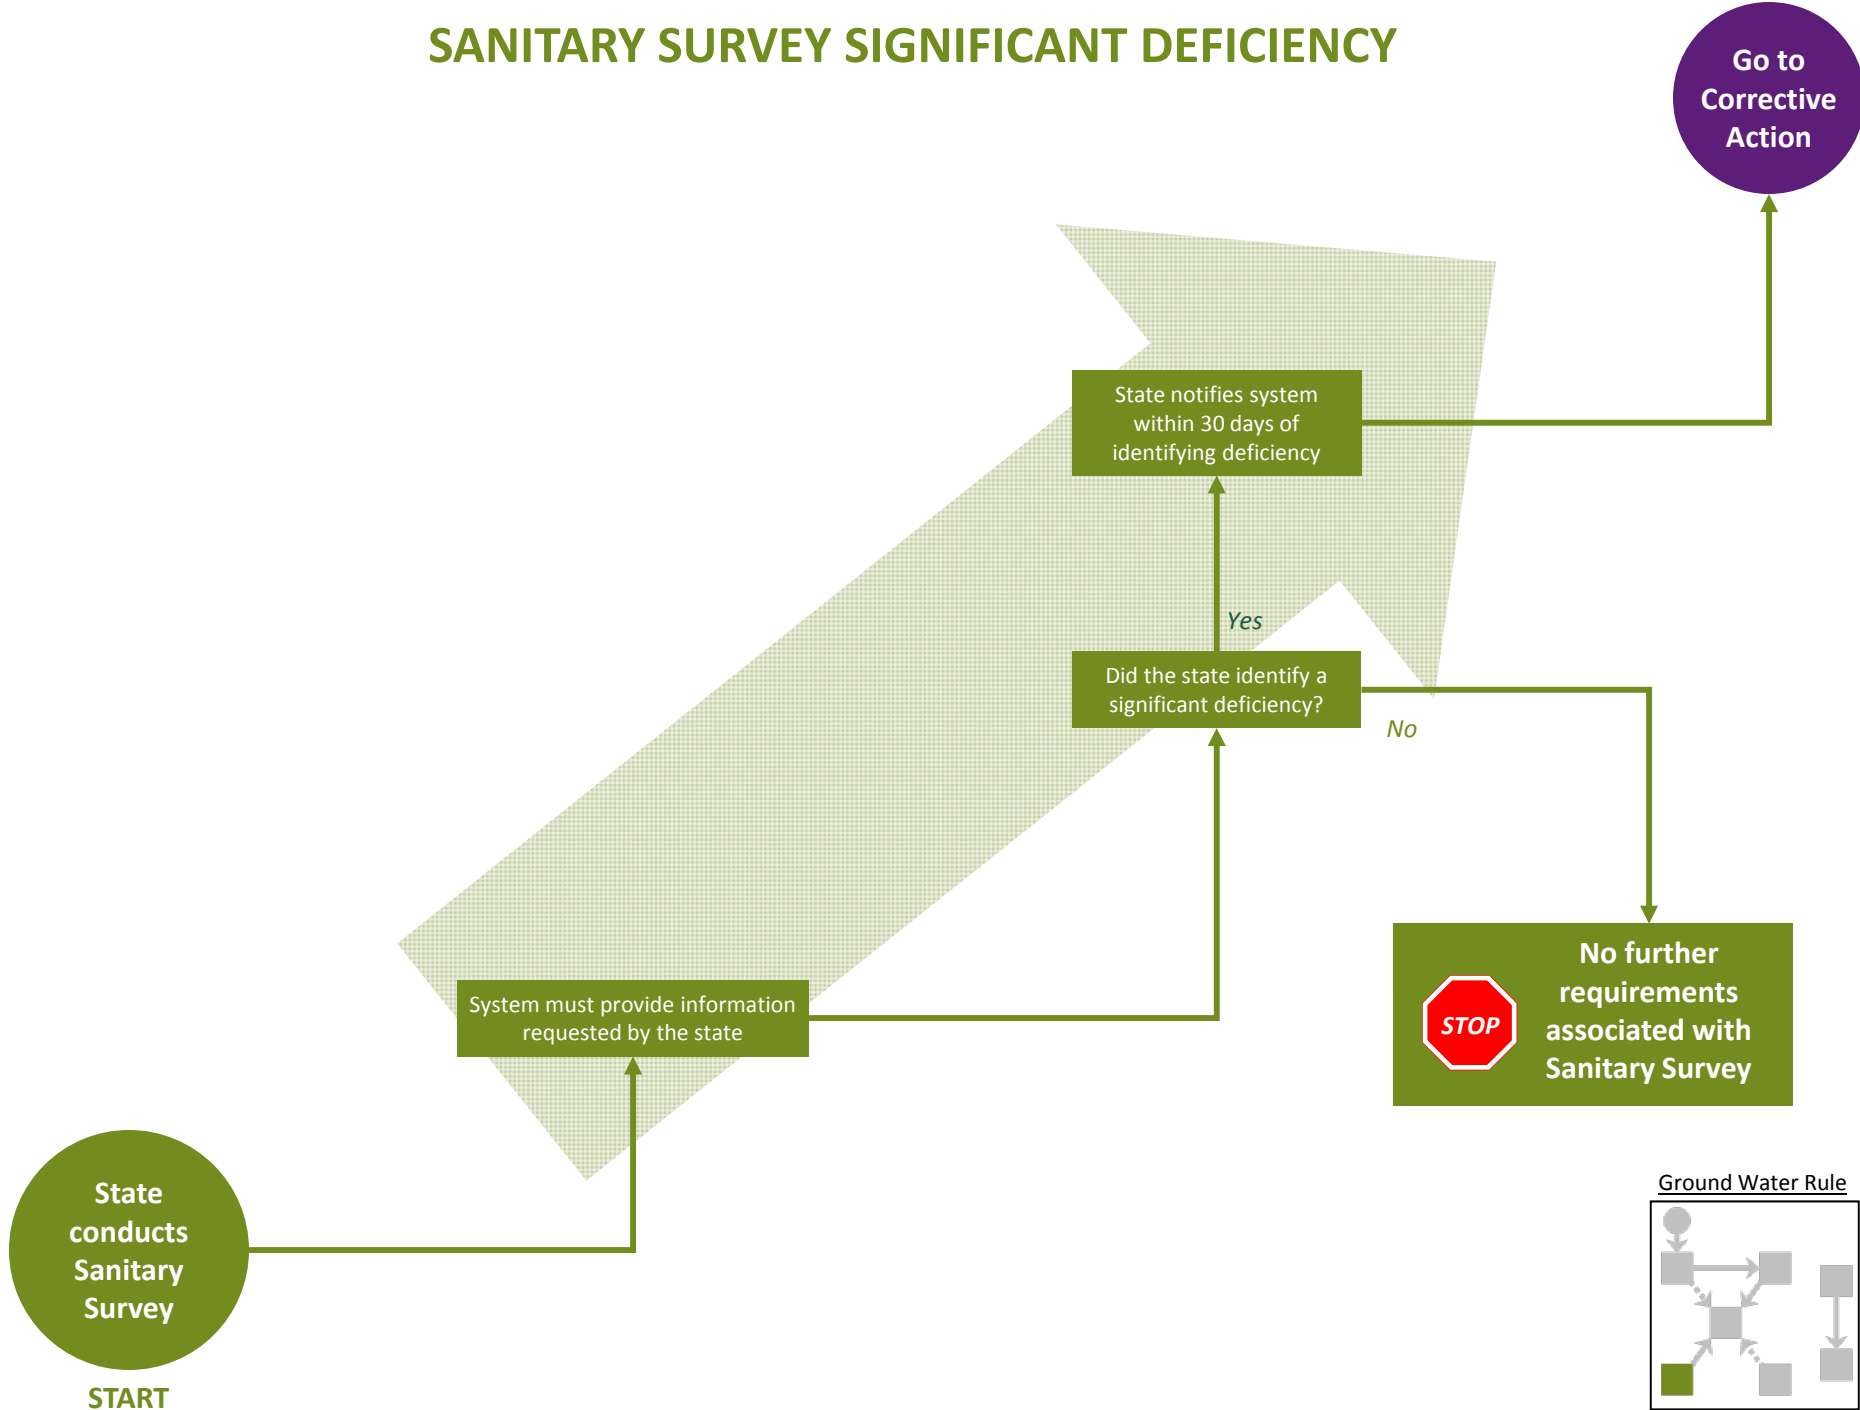 SANITARY SURVEY SIGNIFICANT DEFICIENCY
Go to
Corrective
Action
State notifies system
within 30 days of
identifying deficiency
Yes
Did the state identify a
significant deficiency?
No
No further
requirements
associated with
Sanitary Survey
STOP
System must provide information
requested by the state
State
conducts
Sanitary
Survey
START
Ground Water Rule